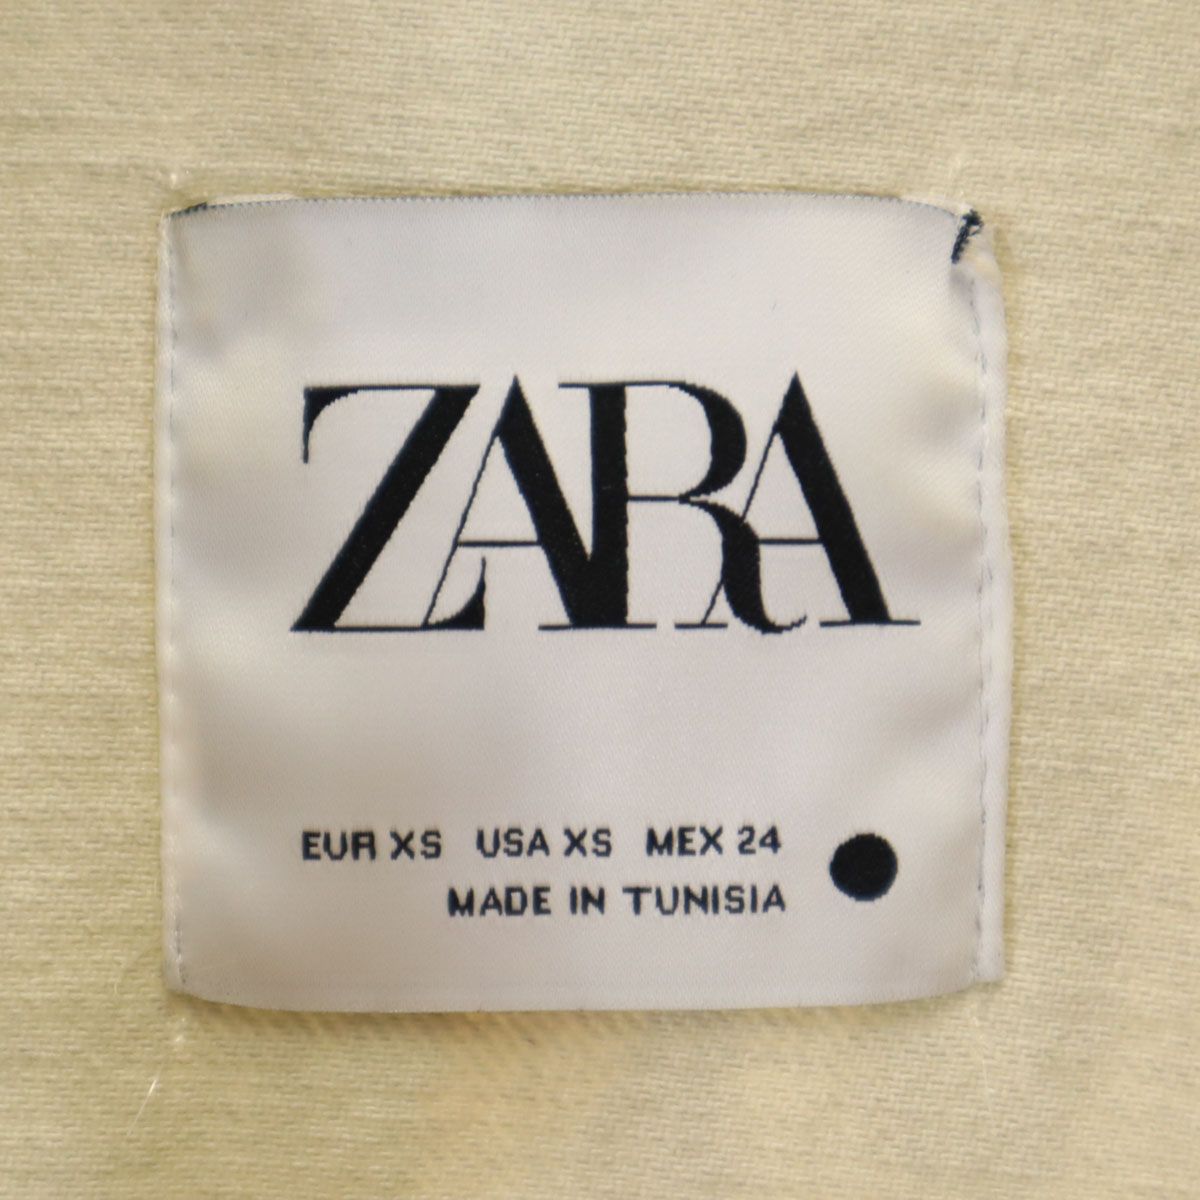 ZARA
EUR XS USA XS MEX 24
MADE IN TUNISIA